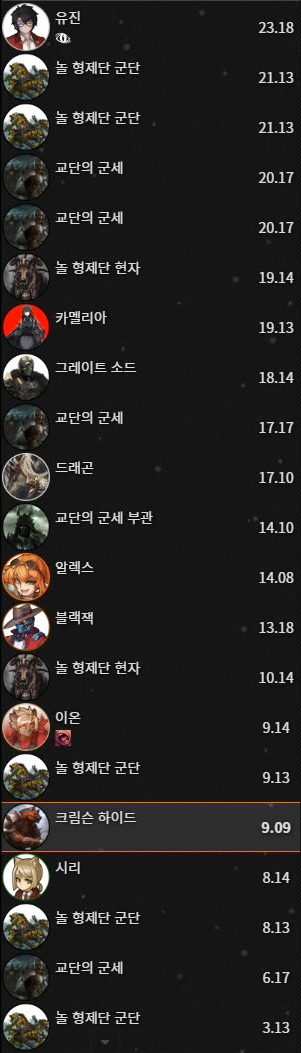 유진
23.18
놀 형제단 군단
21.13
놀 형제단 군단
21.13
교단의 군세
20.17
교단의 군세
20.17
놀 형제단 현자
19.14
카멜리아
19.13
그레이트 소드
18.14
교단의 군세
17.17
드래곤
17.10
교단의 군세 부관
14.10
알렉스
14.08
블랙잭
13.18
놀 형제단 현자
10.14
이온
9.14
놀 형제단 군단
9.13
크림슨 하이드
9.09
시리
8.14
놀 형제단 군단
8.13
교단의 군세
6.17
놀 형제단 군단
3.13